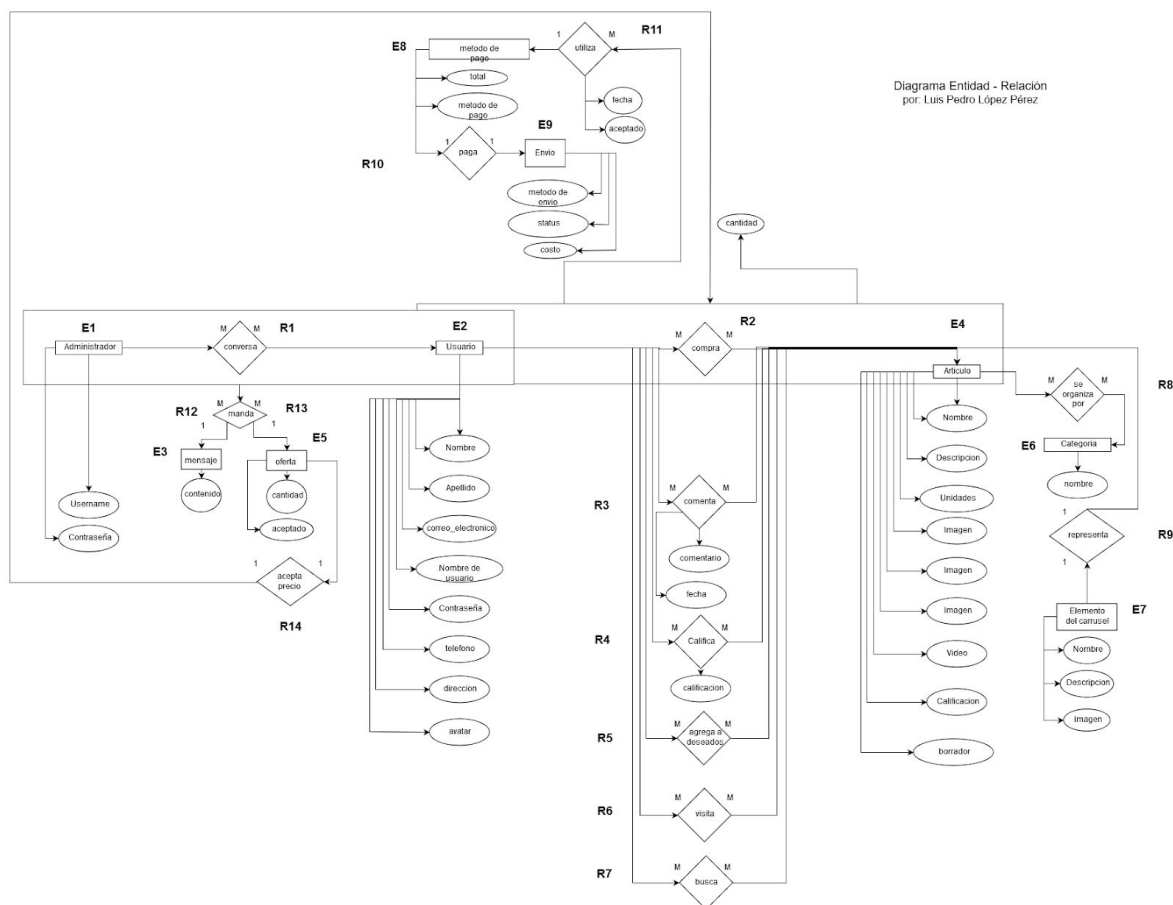 Diagrama Entidad - Relación
por: Luis Pedro López Pérez
R11
1
M
E8
metodo de
pago
utiliza
total
metodo de
pago
fecha
aceptado
E9
1
1
paga
Envio
R10
metodo de
envio
status
costo
cantidad
E1
R1
E2
R2
E4
M
M
M
M
Administrador
conversa
Usuario
compra
Articulo
R8
M
M
se
organiza
por
R12
M
M
R13
manda
1
1
E3
E5
mensaje
oferta
contenido
cantidad
aceptado
Username
Contraseña
1
1
acepta
precio
R14
Nombre
Apellido
correo_electronico
Nombre de
usuario
Contraseña
telefono
direccion
avatar
R3
M
M
comenta
comentario
fecha
R4
M
M
Califica
calificacion
R5
M
M
agrega a
deseados
R6
M
M
visita
R7
M
M
busca
Nombre
Descripcion
Unidades
Imagen
Imagen
Imagen
Video
Calificacion
borrador
E6
Categoria
nombre
1
representa
R9
1
Elemento
del carrusel
E7
Nombre
Descripcion
imagen